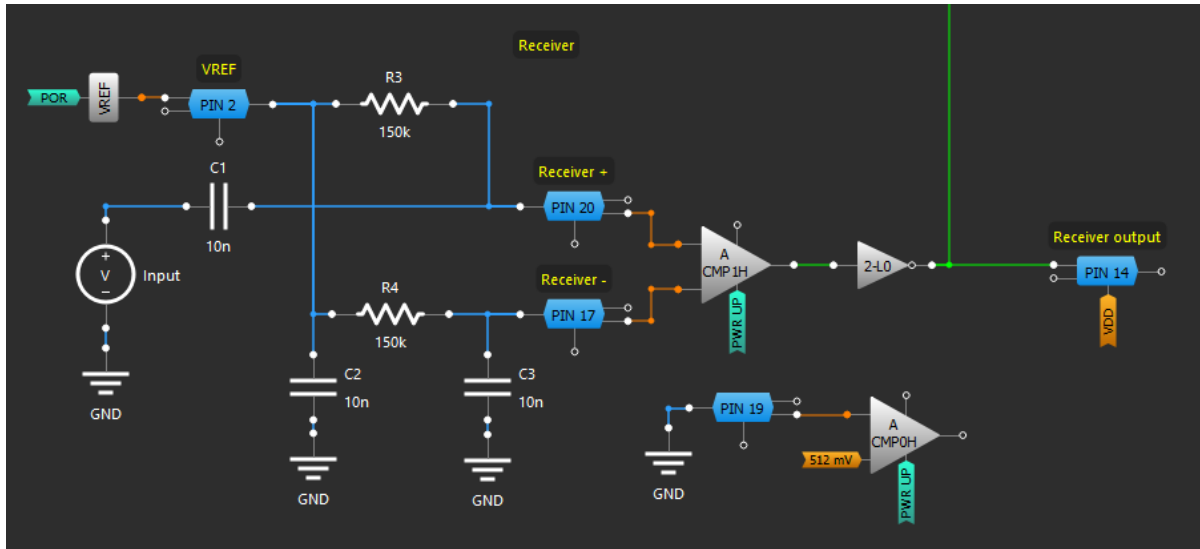 Receiver
VREF
R3
POR
VREF
PIN 2
150k
C1
Receiver +
PIN 20
10n
Receiver output
A
CMP1H
2-L0
PIN 14
+
V
−
Input
R4
Receiver -
PIN 17
150k
PWR UP
VDD
C2
10n
C3
10n
GND
PIN 19
A
CMP0H
512 mV
GND
GND
GND
PWR UP